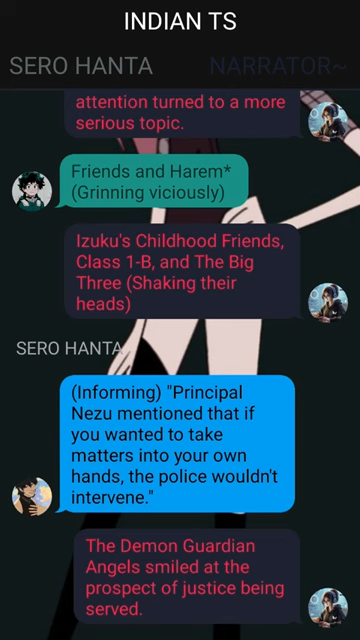 INDIAN TS
SERO HANTA NARRATOR~
attention turned to a more
serious topic.
Friends and Harem*
(Grinning viciously)
Izuku's Childhood Friends,
Class 1-B, and The Big
Three (Shaking their
heads)
SERO HANTA
(Informing) "Principal
Nezu mentioned that if
you wanted to take
matters into your own
hands, the police wouldn't
intervene."
The Demon Guardian
Angels smiled at the
prospect of justice being
served.